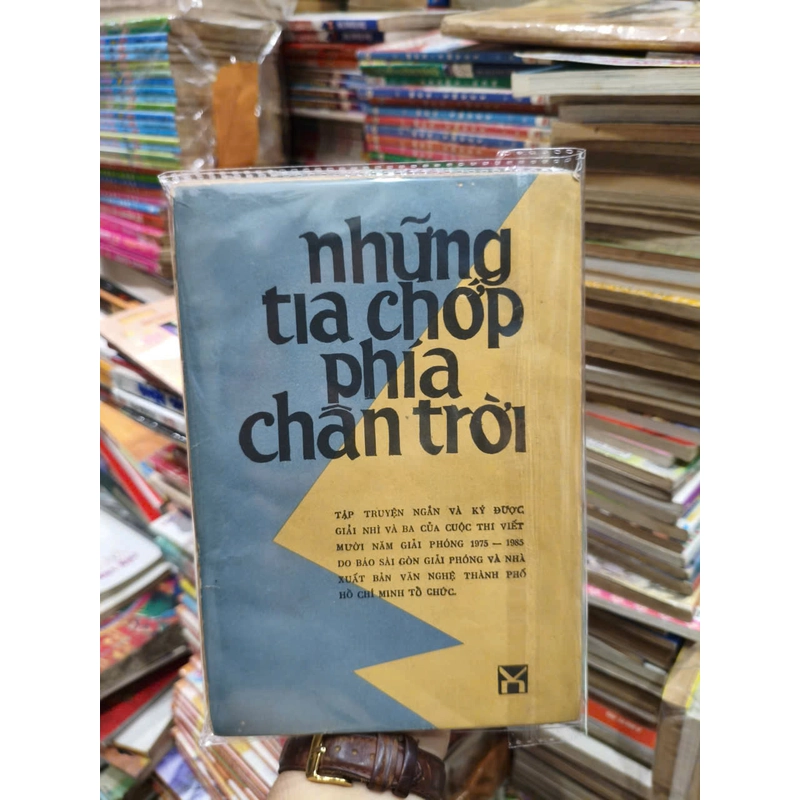 những
tia chớp
phía
chân trời
TẬP TRUYỆN NGẮN VÀ KÝ ĐƯỢC
GIẢI NHÌ VÀ BA CỦA CUỘC THI VIẾT
MƯỜI NĂM GIẢI PHÓNG 1975 — 1985
DO BÁO SÀI GÒN GIẢI PHÓNG VÀ NHÀ
XUẤT BẢN VĂN NGHỆ THÀNH PHỐ
HỒ CHÍ MINH TỔ CHỨC.